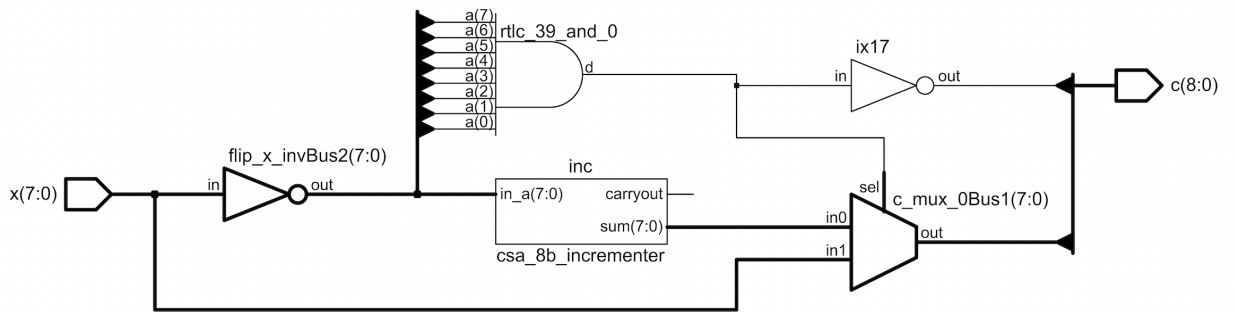 a(7)
a(6)
a(5)
a(4)
a(3)
a(2)
a(1)
a(0)
rtlc_39_and_0
d
ix17
in
out
c(8:0)
flip_x_invBus2(7:0)
x(7:0)
in
out
inc
in_a(7:0)
carryout
sum(7:0)
csa_8b_incrementer
sel
c_mux_0Bus1(7:0)
in0
in1
out